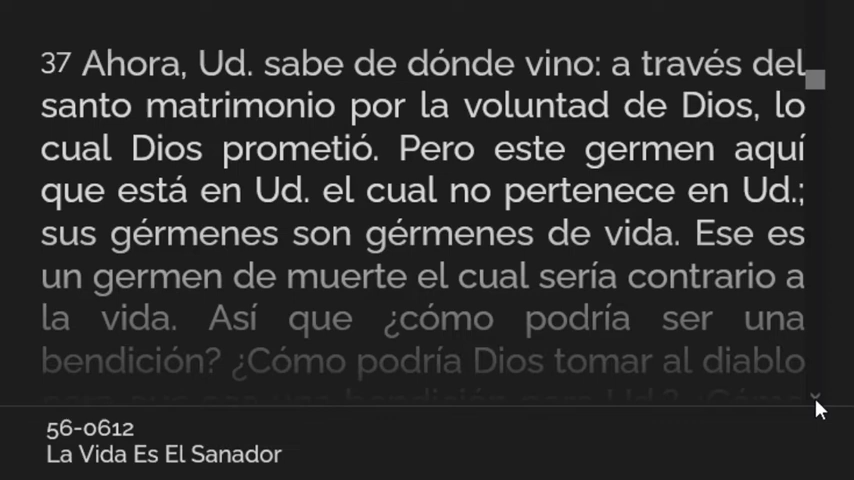 37 Ahora, Ud. sabe de dónde vino: a través del
santo matrimonio por la voluntad de Dios, lo
cual Dios prometió. Pero este germen aquí
que está en Ud. el cual no pertenece en Ud.;
sus gérmenes son gérmenes de vida. Ese es
un germen de muerte el cual sería contrario a
la vida. Así que ¿cómo podría ser una
bendición? ¿Cómo podría Dios tomar al diablo
56-0612
La Vida Es El Sanador